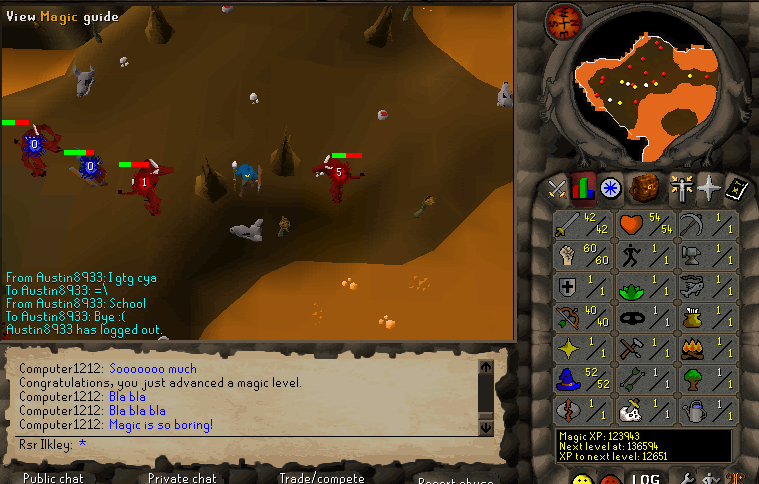 View Magic guide
0
0
1
5
From Austin8933: I gtg cya
To Austin8933: =\
From Austin8933: School
To Austin8933: Bye :(
Austin8933 has logged out.
Computer1212: Sooooooo much
Congratulations, you just advanced a magic level.
Computer1212: Bla bla
Computer1212: Bla bla bla
Computer1212: Magic is so boring!
Rsr Ilkley: *
Public chat
Private chat
Trade/compete
Report abuse
42/42 54/54 1/1
60/60 1/1 1/1
1/1 1/1 1/1
40/40 1/1 1/1
1/1 1/1 1/1
52/52 1/1 1/1
1/1 1/1 1/1
Magic XP: 123943
Next level at: 136594
XP to next level: 12651
LOG